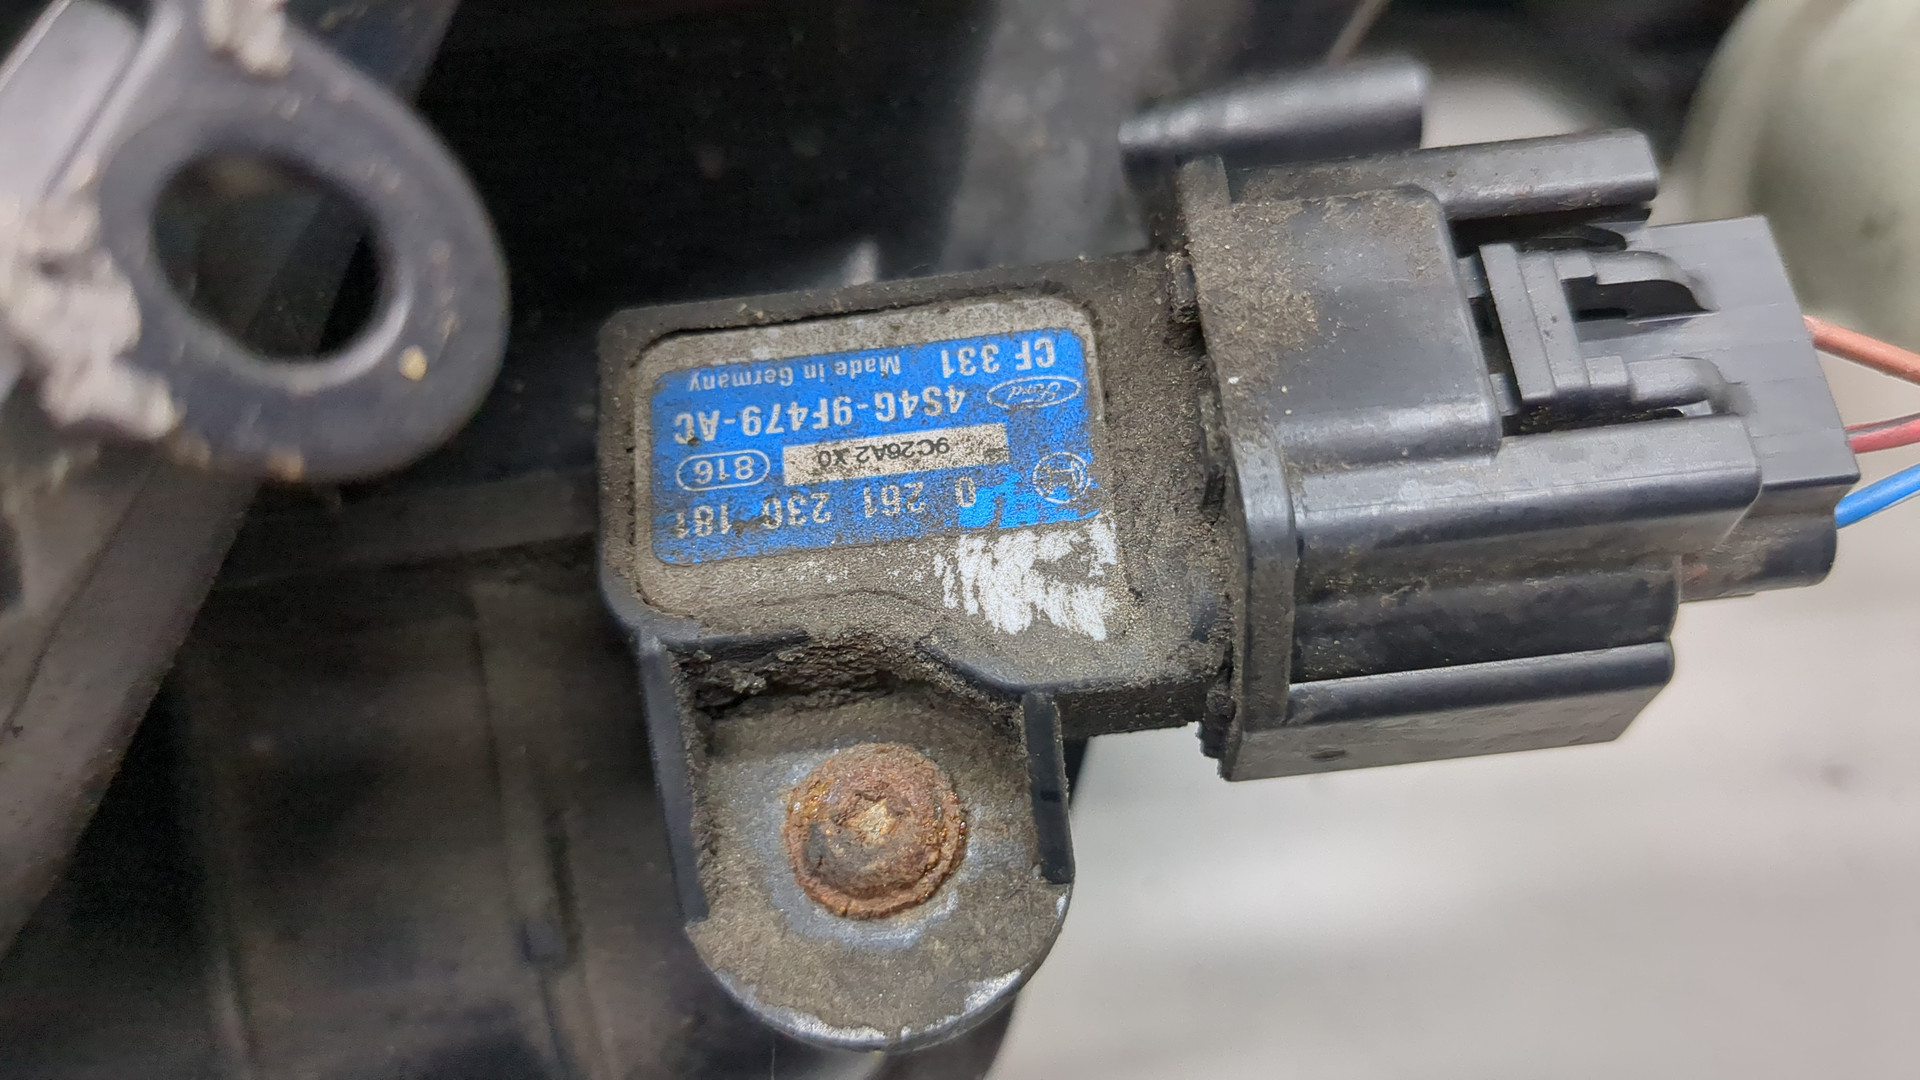 0 261 230 181
9C26A2 X0 816
Ford 4S4G-9F479-AC
CF 331 Made in Germany